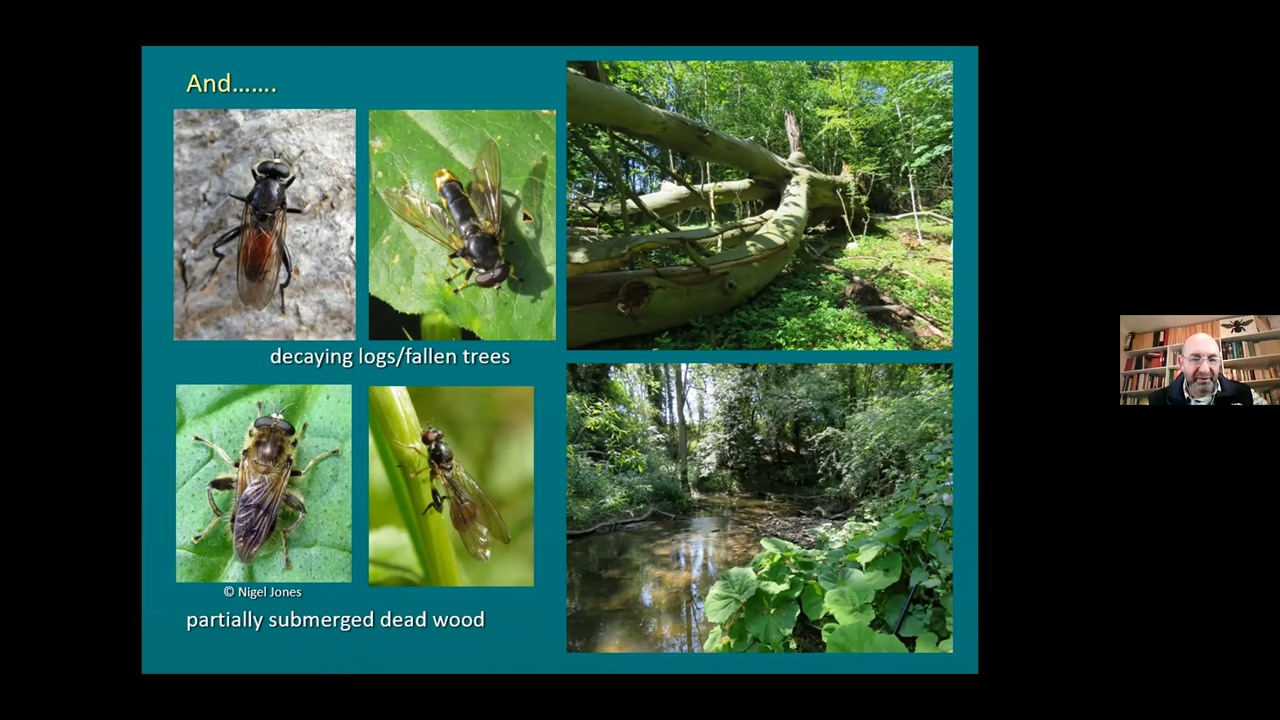 And.......
decaying logs/fallen trees
© Nigel Jones
partially submerged dead wood